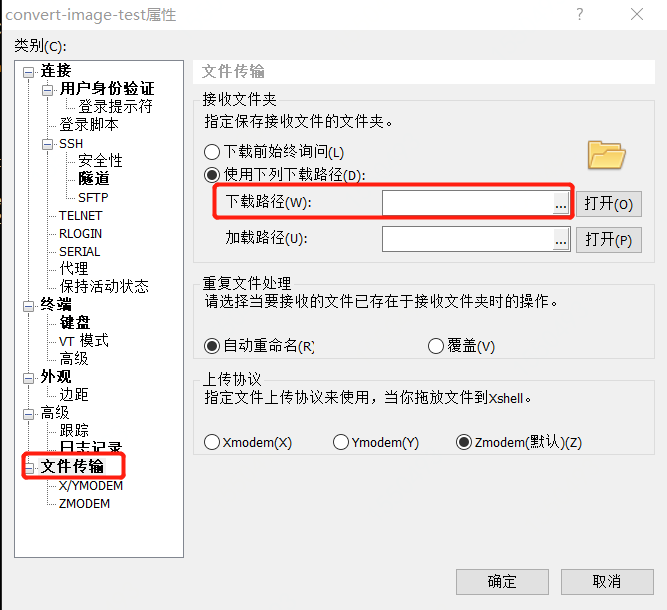 convert-image-test属性
类别(C):
连接
用户身份验证
登录提示符
登录脚本
SSH
安全性
隧道
SFTP
TELNET
RLOGIN
SERIAL
代理
保持活动状态
终端
键盘
VT 模式
高级
外观
边距
高级
跟踪
日志记录
文件传输
X/YMODEM
ZMODEM
文件传输
接收文件夹
指定保存接收文件的文件夹。
下载前始终询问(L)
使用下列下载路径(D):
下载路径(W): ... 打开(O)
加载路径(U): ... 打开(P)
重复文件处理
请选择当要接收的文件已存在于接收文件夹时的操作。
自动重命名(R) 覆盖(V)
上传协议
指定文件上传协议来使用，当你拖放文件到Xshell。
Xmodem(X) Ymodem(Y) Zmodem(默认)(Z)
确定 取消